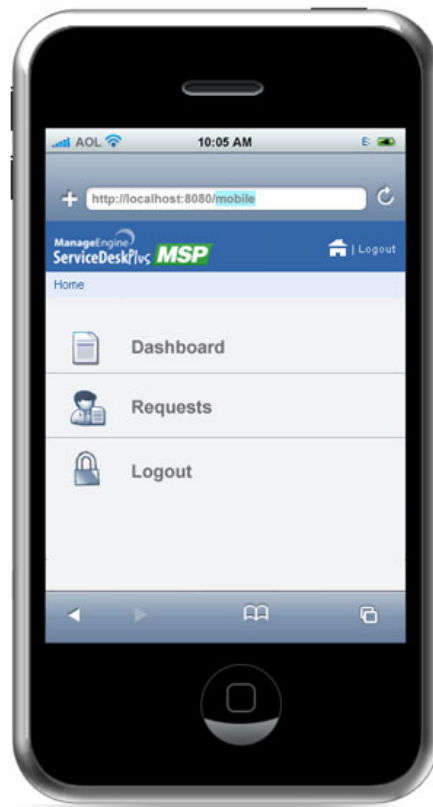 AOL 10:05 AM
http://localhost:8080/mobile
ManageEngine
ServiceDeskPlus MSP
| Logout
Home
Dashboard
Requests
Logout